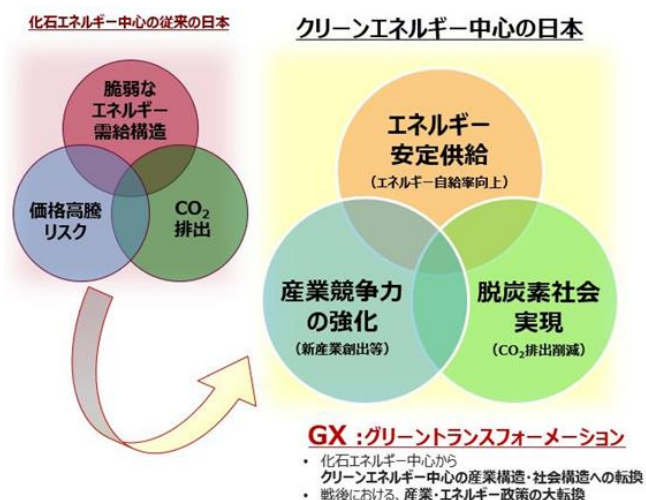 化石エネルギー中心の従来の日本
脆弱な
エネルギー
需給構造
価格高騰
リスク
CO₂
排出
クリーンエネルギー中心の日本
エネルギー
安定供給
(エネルギー自給率向上)
産業競争力
の強化
(新産業創出等)
脱炭素社会
実現
(CO₂排出削減)
GX：グリーントランスフォーメーション
・ 化石エネルギー中心から
クリーンエネルギー中心の産業構造・社会構造への転換
・ 戦後における、産業・エネルギー政策の大転換